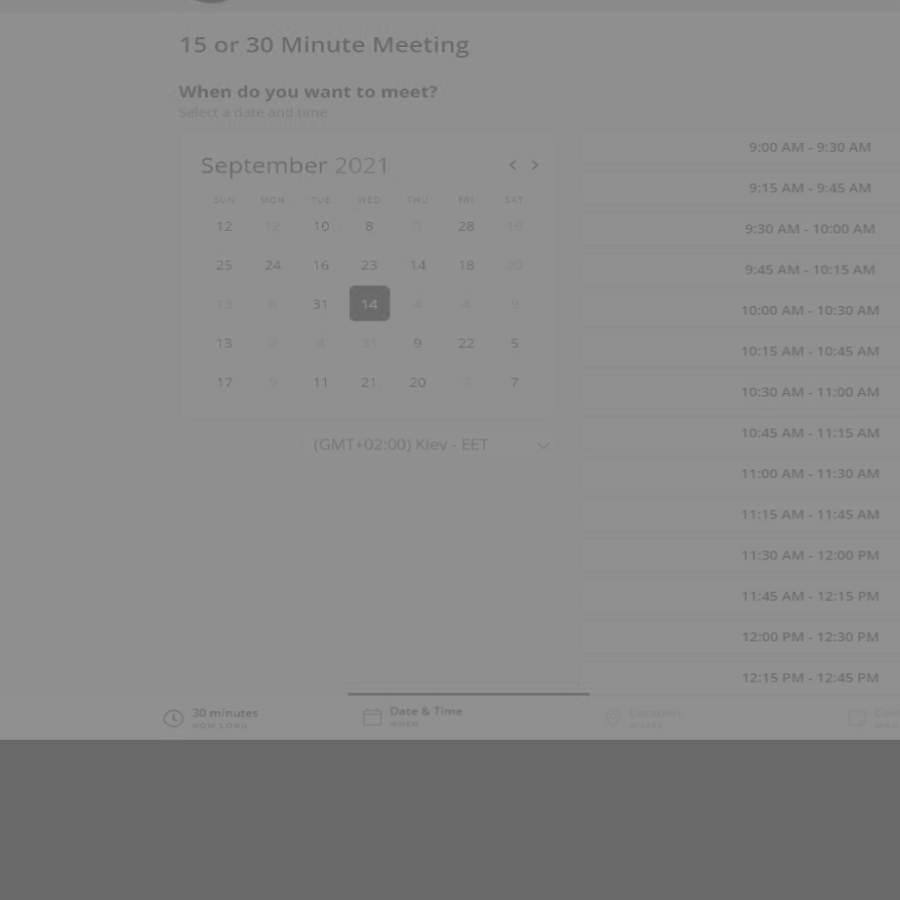 15 or 30 Minute Meeting
When do you want to meet?
Select a date and time
September 2021 < >
SUN MON TUE WED THU FRI SAT
12 12 10 8 3 28 19
25 24 16 23 14 18 20
13 6 31 14 4 4 9
13 2 4 31 9 22 5
17 9 11 21 20 7 7
(GMT+02:00) Kiev - EET
9:00 AM - 9:30 AM
9:15 AM - 9:45 AM
9:30 AM - 10:00 AM
9:45 AM - 10:15 AM
10:00 AM - 10:30 AM
10:15 AM - 10:45 AM
10:30 AM - 11:00 AM
10:45 AM - 11:15 AM
11:00 AM - 11:30 AM
11:15 AM - 11:45 AM
11:30 AM - 12:00 PM
11:45 AM - 12:15 PM
12:00 PM - 12:30 PM
12:15 PM - 12:45 PM
30 minutes
HOW LONG
Date & Time
WHEN
Location
WHERE